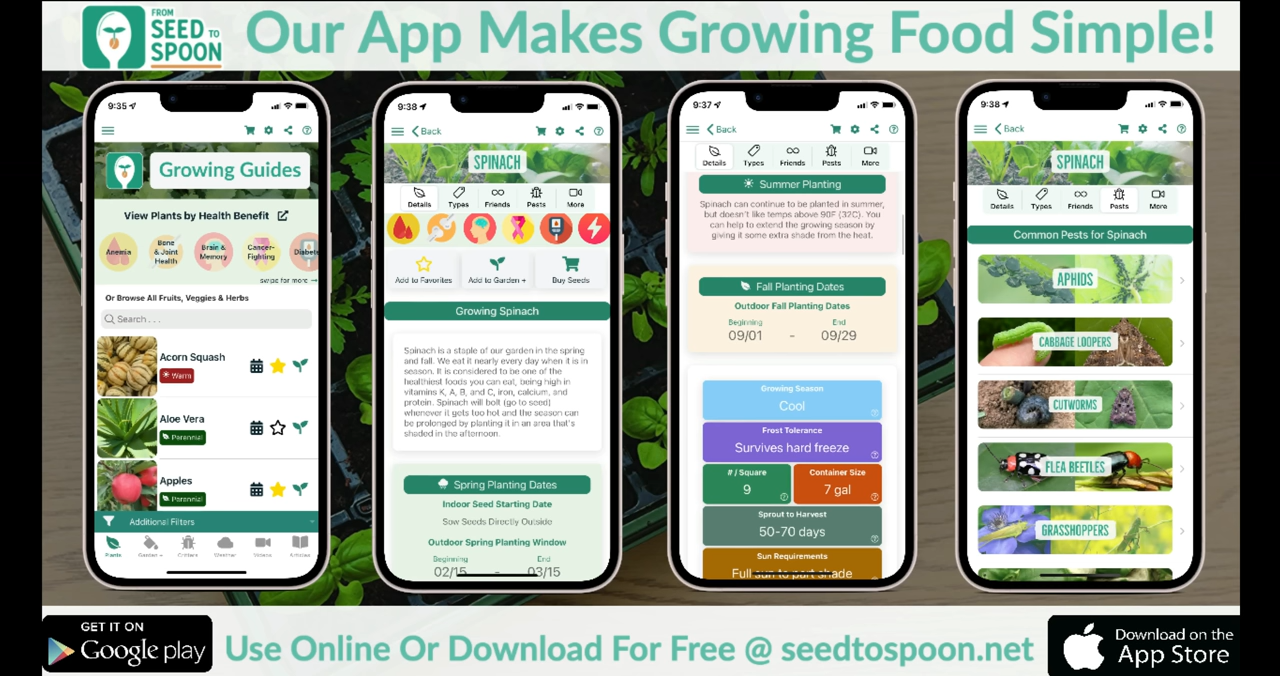 FROM
SEED TO
SPOON
Our App Makes Growing Food Simple!
9:35
Growing Guides
View Plants by Health Benefit
Anemia
Bone
& Joint
Health
Brain &
Memory
Cancer-
Fighting
Diabete
swipe for more →
Or Browse All Fruits, Veggies & Herbs
Search . . .
Acorn Squash
Warm
Aloe Vera
Perennial
Apples
Perennial
Additional Filters
Plants
Garden +
Critters
Weather
Videos
Articles
9:38
Back
SPINACH
Details
Types
Friends
Pests
More
Add to Favorites
Add to Garden +
Buy Seeds
Growing Spinach
Spinach is a staple of our garden in the spring
and fall. We eat it nearly every day when it is in
season. It is considered to be one of the
healthiest foods you can eat, being high in
vitamins K, A, B, and C, iron, calcium, and
protein. Spinach will bolt (go to seed)
whenever it gets too hot and the season can
be prolonged by planting it in an area that's
shaded in the afternoon.
Spring Planting Dates
Indoor Seed Starting Date
Sow Seeds Directly Outside
Outdoor Spring Planting Window
Beginning
End
02/15 - 03/15
9:37
Back
Details
Types
Friends
Pests
More
Summer Planting
Spinach can continue to be planted in summer,
but doesn't like temps above 90F (32C). You
can help to extend the growing season by
giving it some extra shade from the heat.
Fall Planting Dates
Outdoor Fall Planting Dates
Beginning
End
09/01 - 09/29
Growing Season
Cool
Frost Tolerance
Survives hard freeze
# / Square
9
Container Size
7 gal
Sprout to Harvest
50-70 days
Sun Requirements
Full sun to part shade
9:38
Back
SPINACH
Details
Types
Friends
Pests
More
Common Pests for Spinach
APHIDS
CABBAGE LOOPERS
CUTWORMS
FLEA BEETLES
GRASSHOPPERS
GET IT ON
Google play
Use Online Or Download For Free @ seedtospoon.net
Download on the
App Store